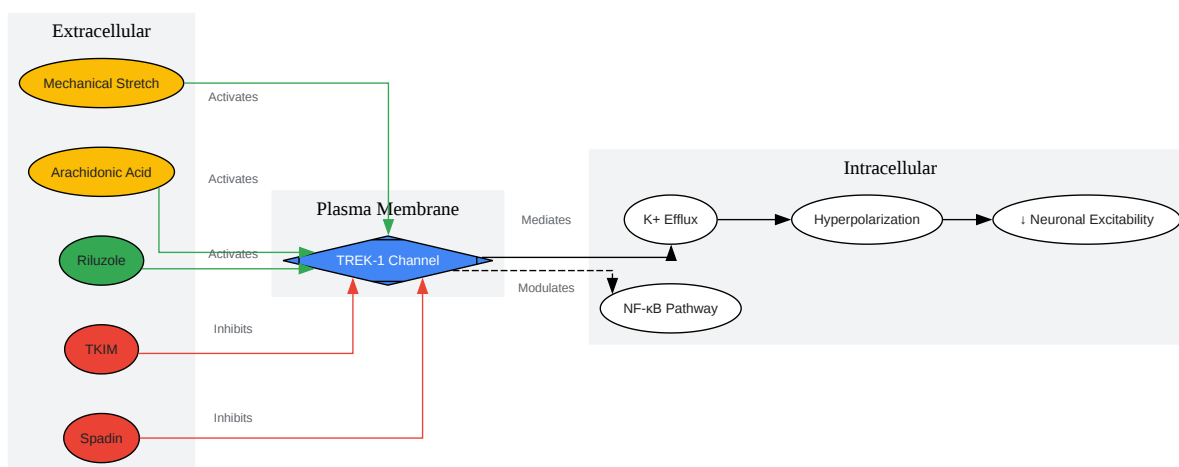 Extracellular
Mechanical Stretch
Activates
Arachidonic Acid
Activates
Riluzole
Activates
TKIM
Inhibits
Spadin
Inhibits
Plasma Membrane
TREK-1 Channel
Mediates
Modulates
Intracellular
K+ Efflux
Hyperpolarization
↓ Neuronal Excitability
NF-κB Pathway